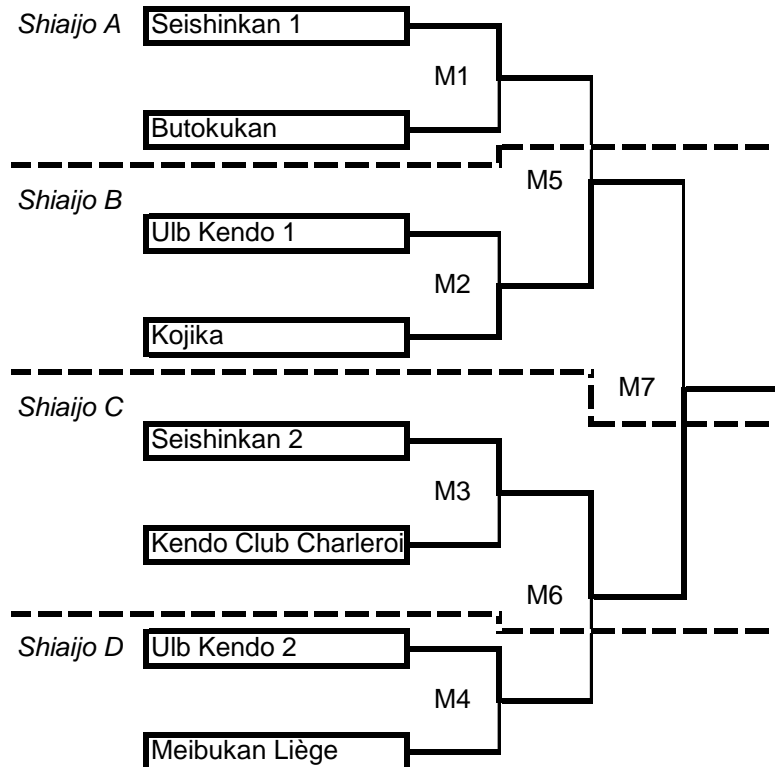 Shiaijo A
Seishinkan 1
M1
Butokukan
M5
Shiaijo B
Ulb Kendo 1
M2
Kojika
M7
Shiaijo C
Seishinkan 2
M3
Kendo Club Charleroi
M6
Shiaijo D
Ulb Kendo 2
M4
Meibukan Liège